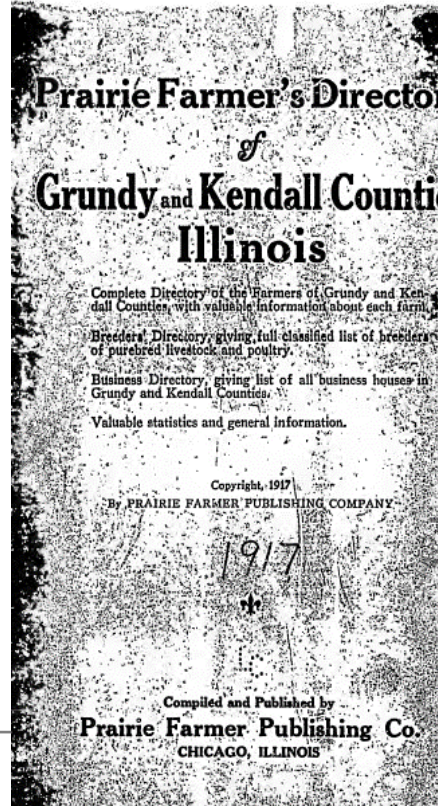 Prairie Farmer's Director
of
Grundy and Kendall Countie
Illinois
Complete Directory of the Farmers of Grundy and Ken-
dall Counties, with valuable information about each farm.
Breeders' Directory, giving full classified list of breeders
of purebred livestock and poultry.
Business Directory, giving list of all business houses in
Grundy and Kendall Counties.
Valuable statistics and general information.
Copyright, 1917
By PRAIRIE FARMER PUBLISHING COMPANY
1917
Compiled and Published by
Prairie Farmer Publishing Co.
CHICAGO, ILLINOIS